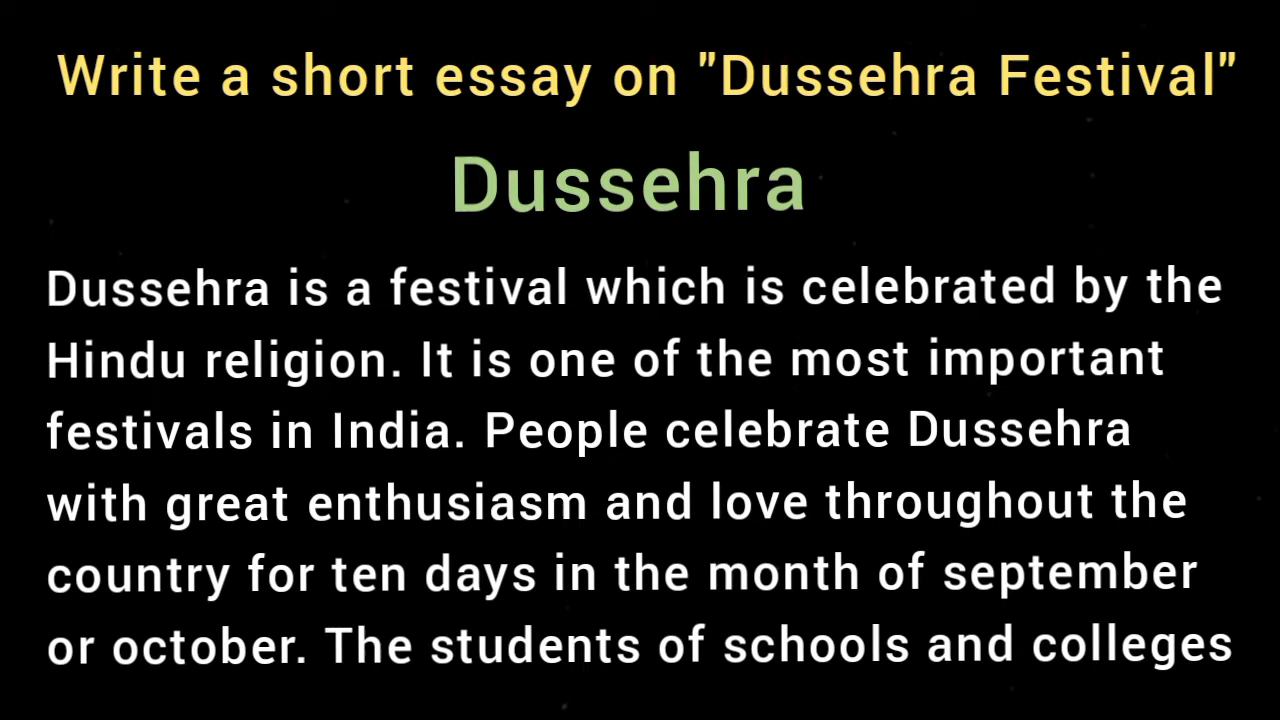 Write a short essay on "Dussehra Festival"
Dussehra
Dussehra is a festival which is celebrated by the
Hindu religion. It is one of the most important
festivals in India. People celebrate Dussehra
with great enthusiasm and love throughout the
country for ten days in the month of september
or october. The students of schools and colleges